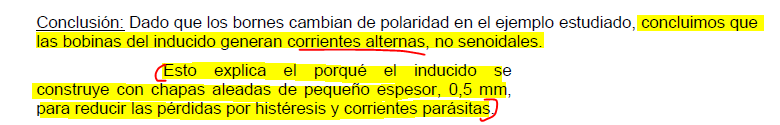 Conclusión: Dado que los bornes cambian de polaridad en el ejemplo estudiado, concluimos que
las bobinas del inducido generan corrientes alternas, no senoidales.
Esto explica el porqué el inducido se
construye con chapas aleadas de pequeño espesor, 0,5 mm,
para reducir las pérdidas por histéresis y corrientes parásitas.